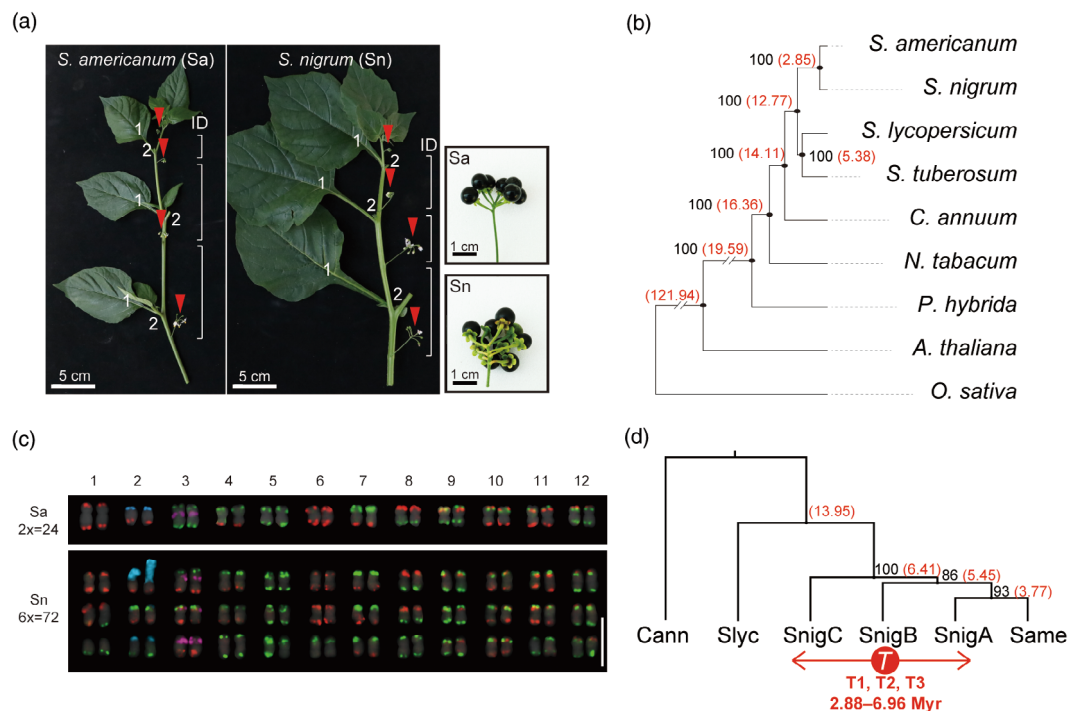 (a)
S. americanum (Sa)
S. nigrum (Sn)
1
2
ID
1
2
1
2
5 cm
1
2
ID
1
1
2
5 cm
Sa
1 cm
Sn
1 cm
(b)
S. americanum
100 (2.85)
S. nigrum
100 (12.77)
S. lycopersicum
100 (14.11)
100 (5.38)
S. tuberosum
100 (16.36)
C. annuum
100 (19.59)
N. tabacum
(121.94)
P. hybrida
A. thaliana
O. sativa
(c)
1 2 3 4 5 6 7 8 9 10 11 12
Sa
2x=24
Sn
6x=72
(d)
(13.95)
100 (6.41)
86 (5.45)
93 (3.77)
Cann Slyc SnigC SnigB SnigA Same
T
T1, T2, T3
2.88–6.96 Myr